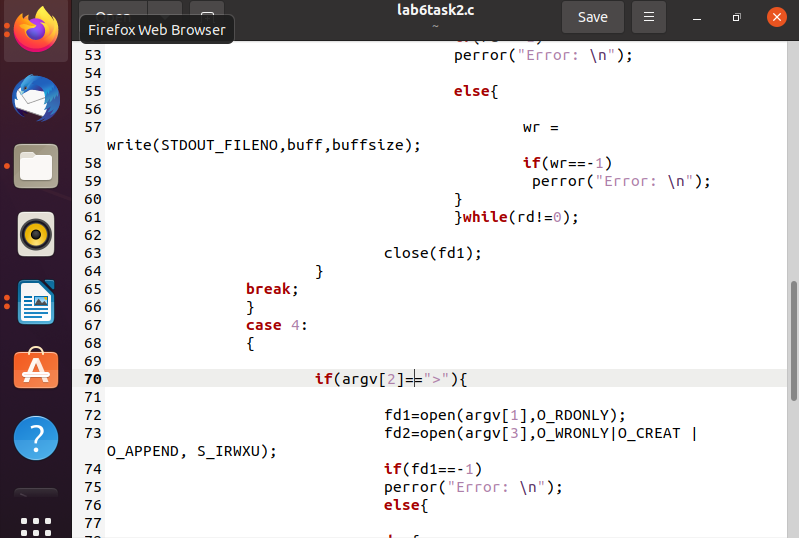 Open
lab6task2.c
~
Save
Firefox Web Browser
53 perror("Error: \n");
54
55 else{
56
57 wr =
write(STDOUT_FILENO,buff,buffsize);
58 if(wr==-1)
59 perror("Error: \n");
60 }
61 }while(rd!=0);
62
63 close(fd1);
64 }
65 break;
66 }
67 case 4:
68 {
69
70 if(argv[2]==">"){
71
72 fd1=open(argv[1],O_RDONLY);
73 fd2=open(argv[3],O_WRONLY|O_CREAT |
O_APPEND, S_IRWXU);
74 if(fd1==-1)
75 perror("Error: \n");
76 else{
77